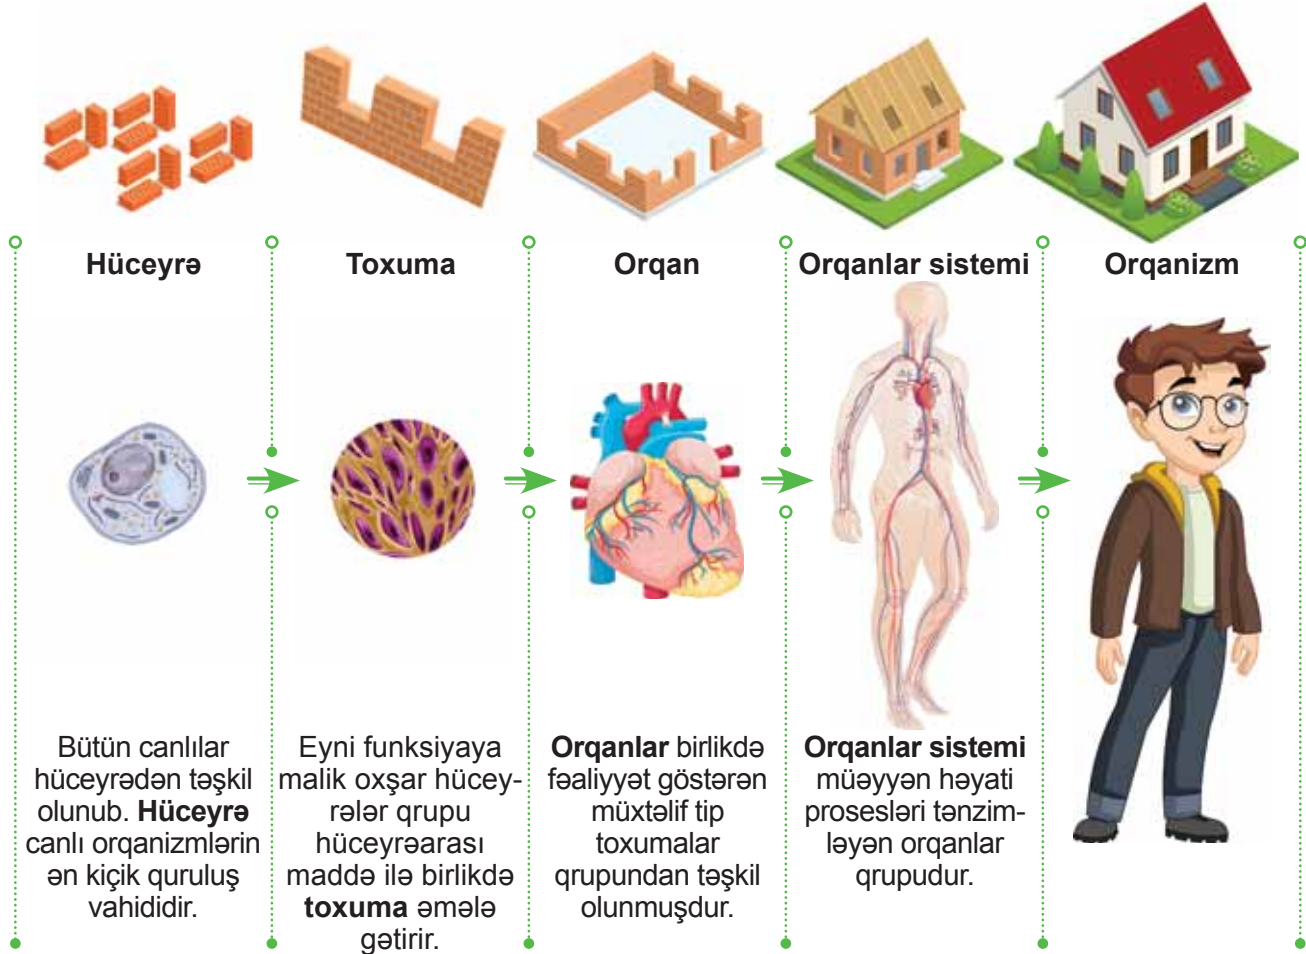 Hüceyrə
Toxuma
Orqan
Orqanlar sistemi
Orqanizm
Bütün canlılar
hüceyrədən təşkil
olunub. Hüceyrə
canlı orqanizmlərin
ən kiçik quruluş
vahididir.
Eyni funksiyaya
malik oxşar hücey-
rələr qrupu
hüceyrəarası
maddə ilə birlikdə
toxuma əmələ
gətirir.
Orqanlar birlikdə
fəaliyyət göstərən
müxtəlif tip
toxumalar
qrupundan təşkil
olunmuşdur.
Orqanlar sistemi
müəyyən həyati
prosesləri tənzim-
ləyən orqanlar
qrupudur.